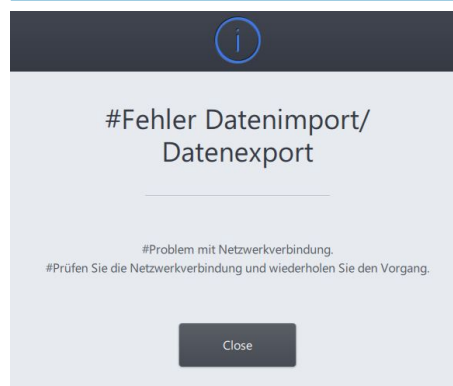 #Fehler Datenimport/
Datenexport
#Problem mit Netzwerkverbindung.
#Prüfen Sie die Netzwerkverbindung und wiederholen Sie den Vorgang.
Close